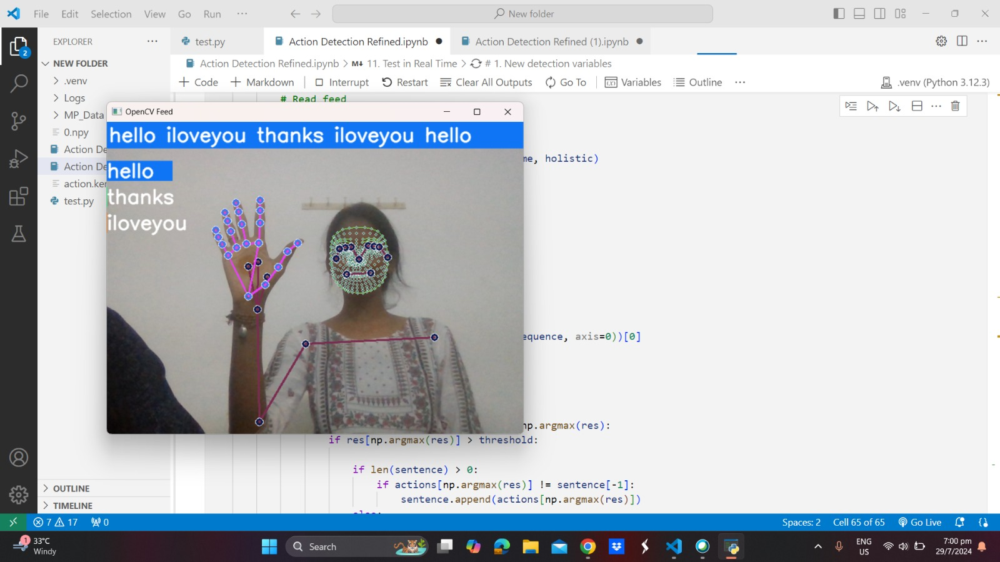 File Edit Selection View Go Run ···
New folder
EXPLORER ···
test.py
Action Detection Refined.ipynb
Action Detection Refined (1).ipynb
NEW FOLDER
Action Detection Refined.ipynb > M↓ 11. Test in Real Time > # 1. New detection variables
+ Code + Markdown | Interrupt Restart Clear All Outputs Go To | Variables Outline ···
.venv (Python 3.12.3)
2
.venv
Logs
MP_Data
0.npy
Action De
Action De
action.ke
test.py
# Read feed
OpenCV Feed
hello iloveyou thanks iloveyou hello
hello
thanks
iloveyou
me, holistic)
equence, axis=0))[0]
np.argmax(res):
if res[np.argmax(res)] > threshold:
if len(sentence) > 0:
if actions[np.argmax(res)] != sentence[-1]:
sentence.append(actions[np.argmax(res)])
else:
OUTLINE
TIMELINE
7 17 0
Spaces: 2 Cell 65 of 65 Go Live
1
33°C
Windy
Search
ENG
US
7:00 pm
29/7/2024